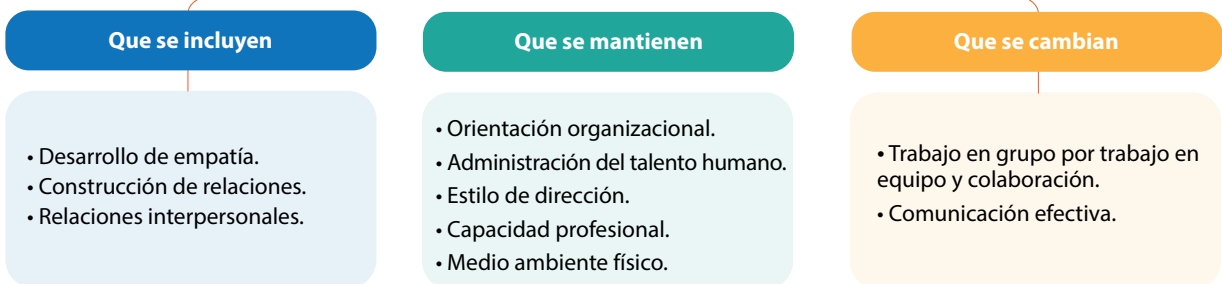 Que se incluyen
• Desarrollo de empatía.
• Construcción de relaciones.
• Relaciones interpersonales.
Que se mantienen
• Orientación organizacional.
• Administración del talento humano.
• Estilo de dirección.
• Capacidad profesional.
• Medio ambiente físico.
Que se cambian
• Trabajo en grupo por trabajo en
equipo y colaboración.
• Comunicación efectiva.